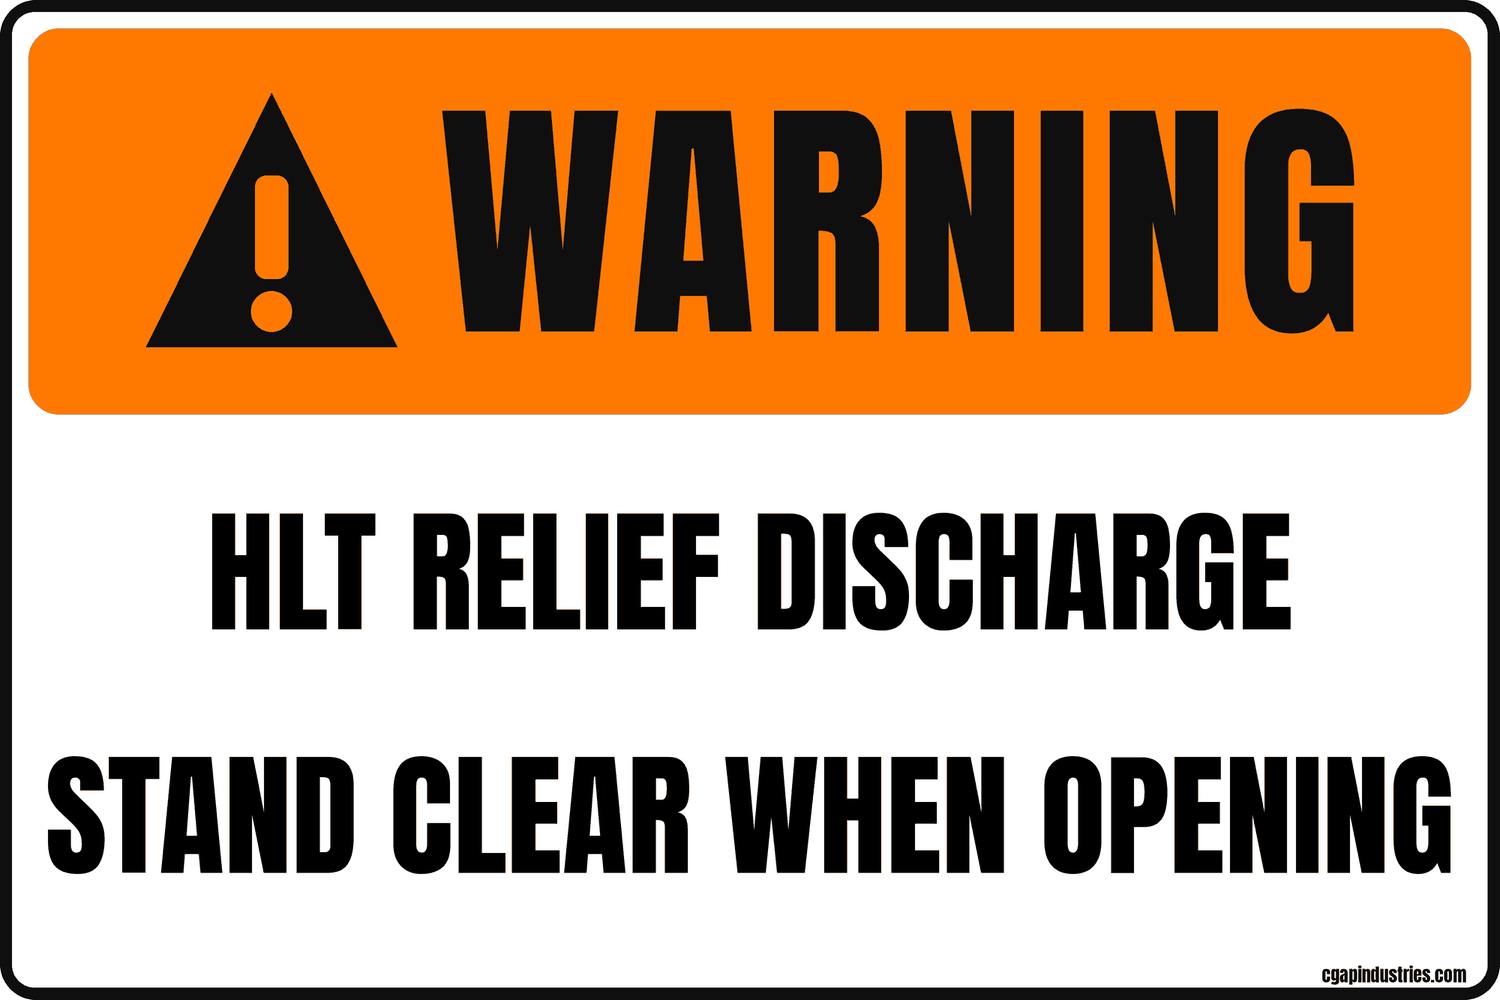 WARNING
HLT RELIEF DISCHARGE
STAND CLEAR WHEN OPENING
cgapindustries.com